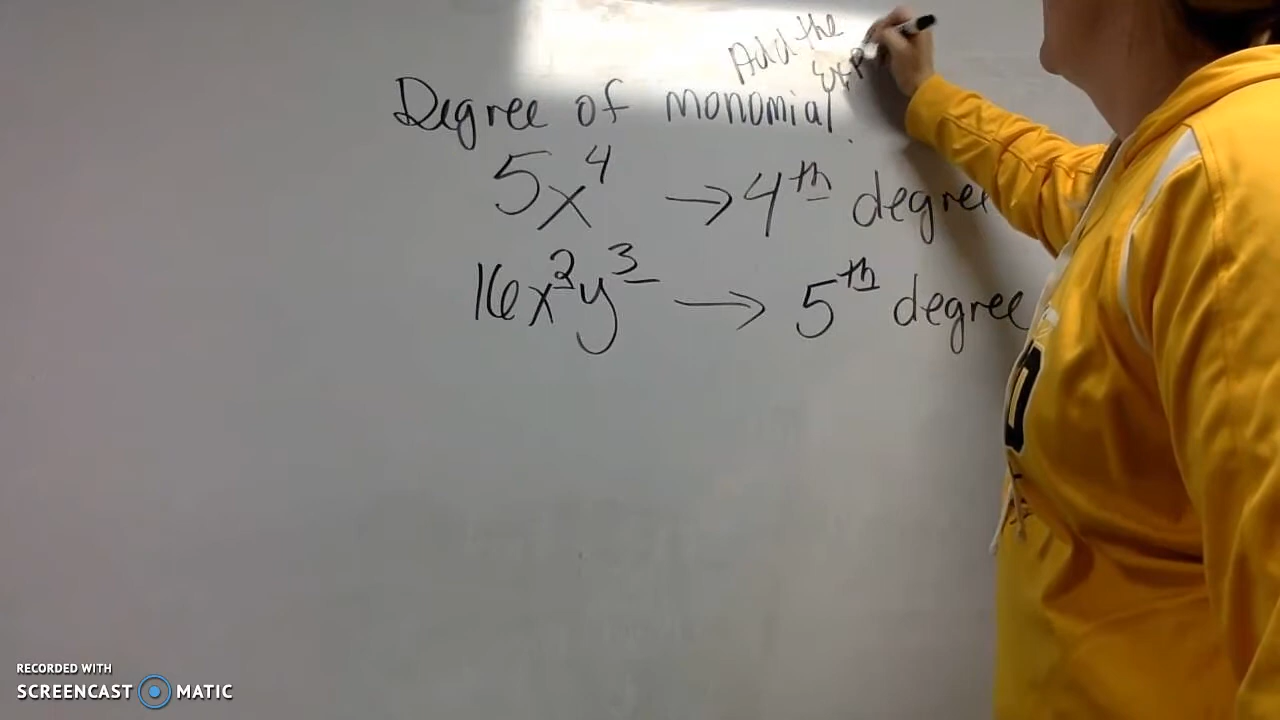 Add the
exp
Degree of monomial
5x⁴ → 4th degree
16x²y³ → 5th degree
RECORDED WITH
SCREENCAST MATIC